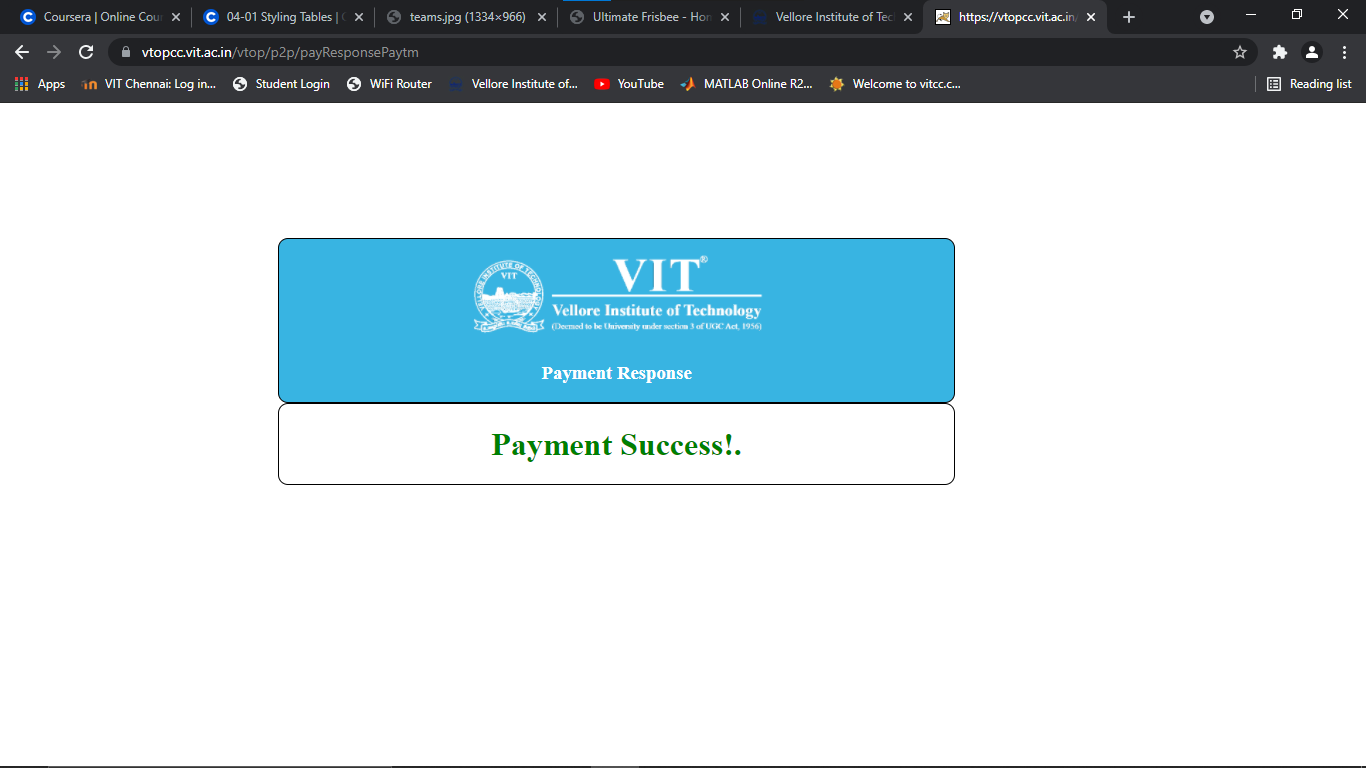 Coursera | Online Cou
04-01 Styling Tables |
teams.jpg (1334×966)
Ultimate Frisbee - Hon
Vellore Institute of Tec
https://vtopcc.vit.ac.in/
vtopcc.vit.ac.in/vtop/p2p/payResponsePaytm
Apps
VIT Chennai: Log in...
Student Login
WiFi Router
Vellore Institute of...
YouTube
MATLAB Online R2...
Welcome to vitcc.c...
Reading list
VELLORE INSTITUTE OF TECHNOLOGY
VIT
VIT®
Vellore Institute of Technology
(Deemed to be University under section 3 of UGC Act, 1956)
Payment Response
Payment Success!.